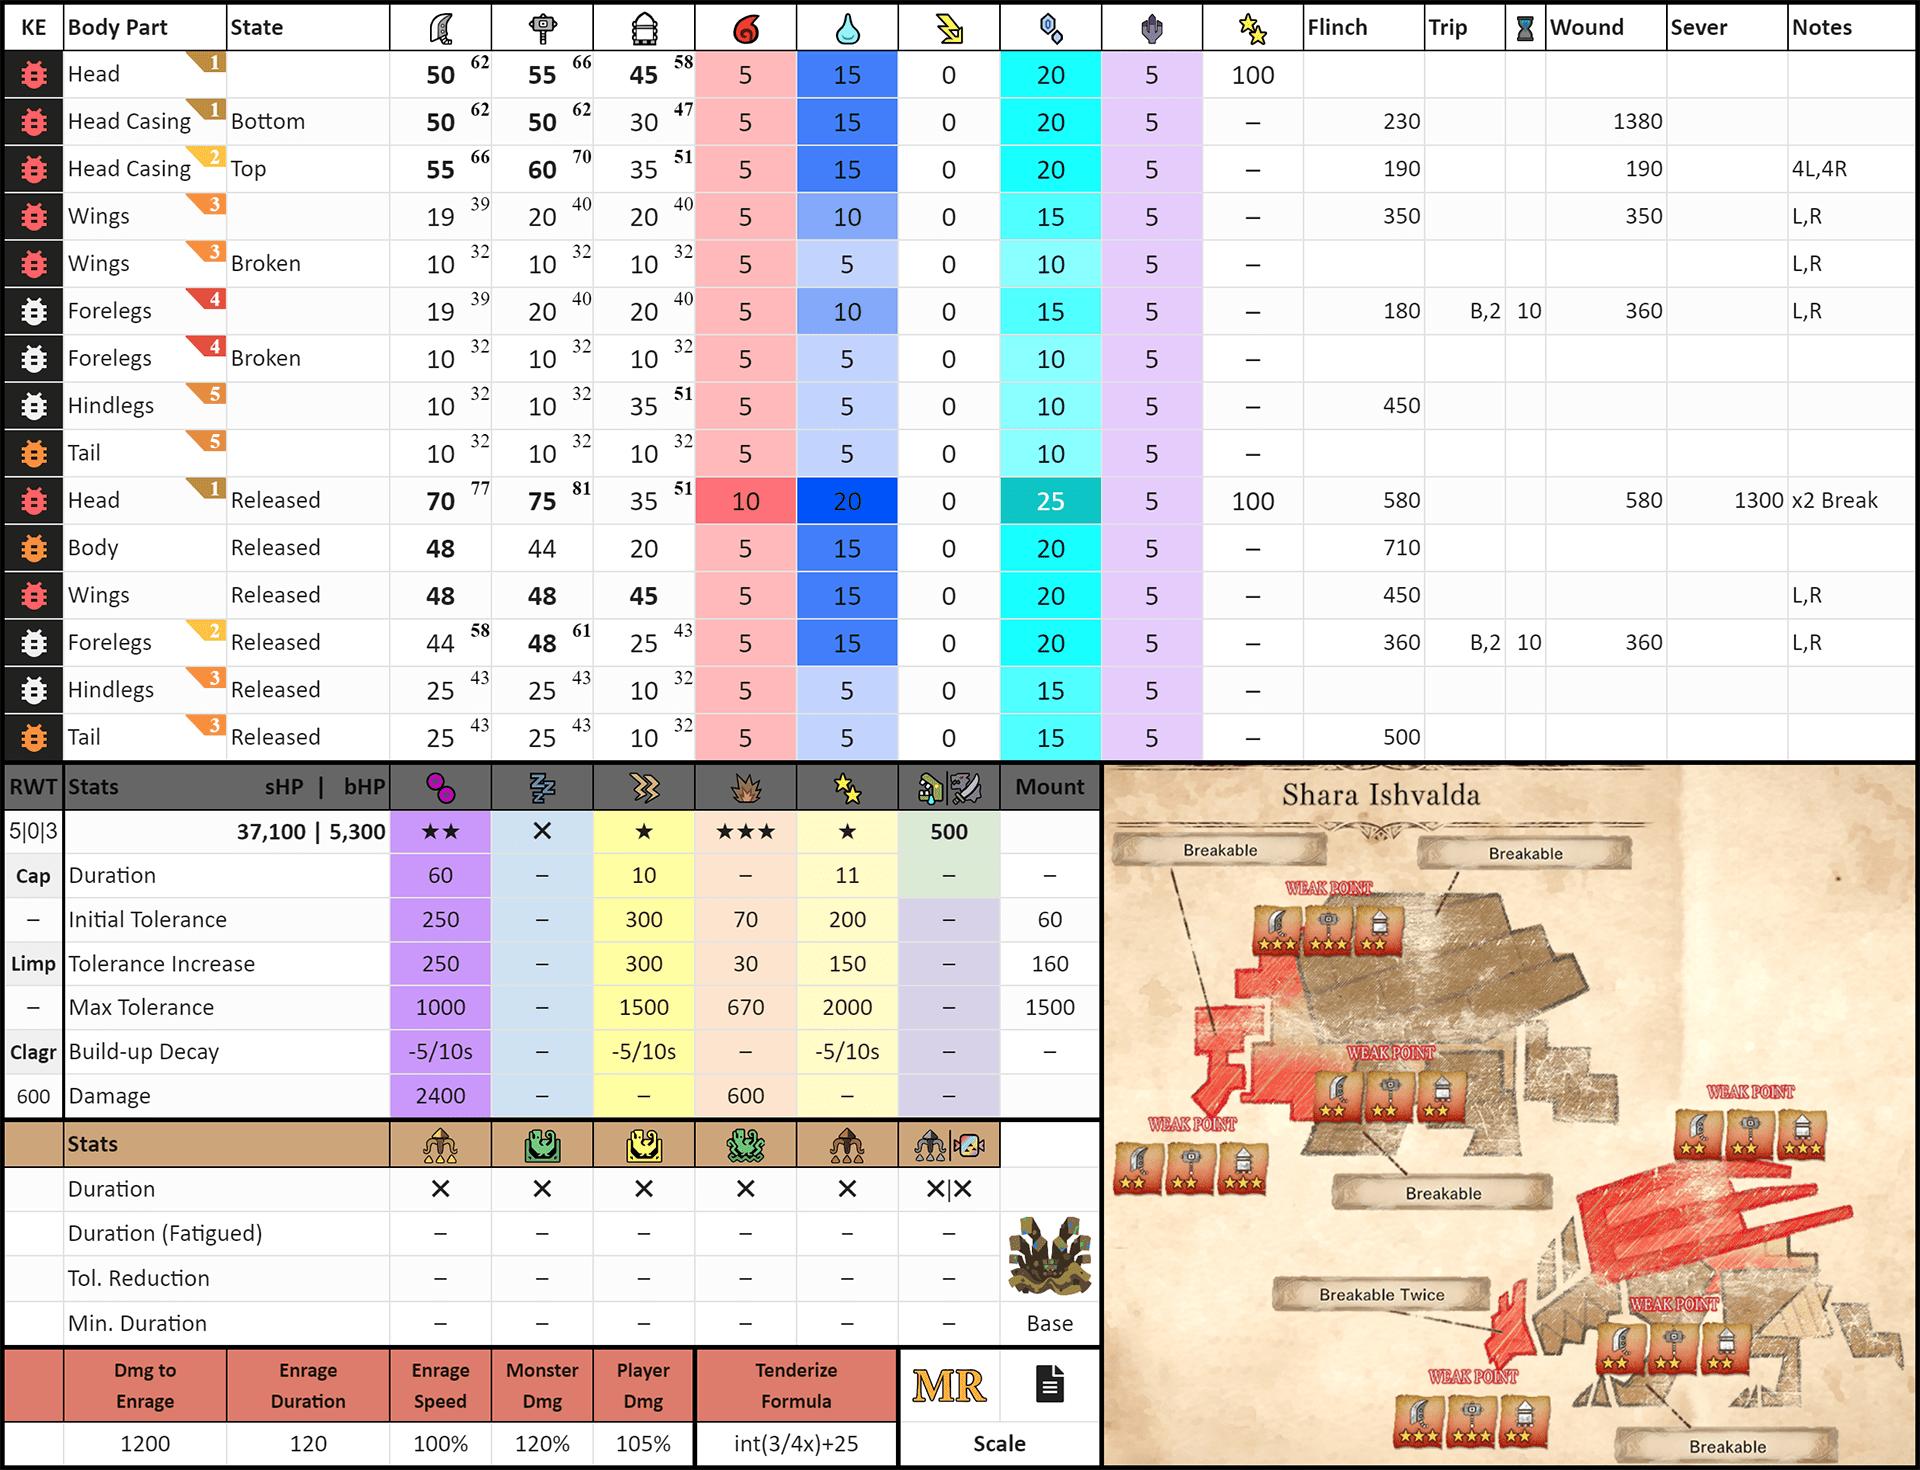 KE Body Part State Flinch Trip Wound Sever Notes
Head 1 50 62 55 66 45 58 5 15 0 20 5 100
Head Casing 1 Bottom 50 62 50 62 30 47 5 15 0 20 5 – 230 1380
Head Casing 2 Top 55 66 60 70 35 51 5 15 0 20 5 – 190 190 4L,4R
Wings 3 19 39 20 40 20 40 5 10 0 15 5 – 350 350 L,R
Wings 3 Broken 10 32 10 32 10 32 5 5 0 10 5 – L,R
Forelegs 4 19 39 20 40 20 40 5 10 0 15 5 – 180 B,2 10 360 L,R
Forelegs 4 Broken 10 32 10 32 10 32 5 5 0 10 5 –
Hindlegs 5 10 32 10 32 35 51 5 5 0 10 5 – 450
Tail 5 10 32 10 32 10 32 5 5 0 10 5 –
Head 1 Released 70 77 75 81 35 51 10 20 0 25 5 100 580 580 1300 x2 Break
Body Released 48 44 20 5 15 0 20 5 – 710
Wings Released 48 48 45 5 15 0 20 5 – 450 L,R
Forelegs 2 Released 44 58 48 61 25 43 5 15 0 20 5 – 360 B,2 10 360 L,R
Hindlegs 3 Released 25 43 25 43 10 32 5 5 0 15 5 –
Tail 3 Released 25 43 25 43 10 32 5 5 0 15 5 – 500
RWT Stats sHP | bHP Mount
5|0|3 37,100 | 5,300 ★★ ✕ ★ ★★★ ★ 500
Cap Duration 60 – 10 – 11 – –
– Initial Tolerance 250 – 300 70 200 – 60
Limp Tolerance Increase 250 – 300 30 150 – 160
– Max Tolerance 1000 – 1500 670 2000 – 1500
Clagr Build-up Decay -5/10s – -5/10s – -5/10s – –
600 Damage 2400 – – 600 – –
Stats
Duration ✕ ✕ ✕ ✕ ✕ ✕|✕
Duration (Fatigued) – – – – – –
Tol. Reduction – – – – – –
Min. Duration – – – – – – Base
Dmg to Enrage Enrage Duration Enrage Speed Monster Dmg Player Dmg Tenderize Formula MR
1200 120 100% 120% 105% int(3/4x)+25 Scale
Shara Ishvalda
Breakable
Breakable
WEAK POINT
WEAK POINT
WEAK POINT
Breakable
WEAK POINT
Breakable Twice
WEAK POINT
WEAK POINT
Breakable